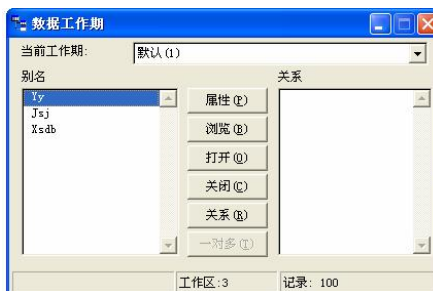 数据工作期
当前工作期: 默认(1)
别名 关系
Yy
Jsj
Xsdb
属性(P)
浏览(B)
打开(O)
关闭(C)
关系(R)
一对多(T)
工作区:3 记录: 100